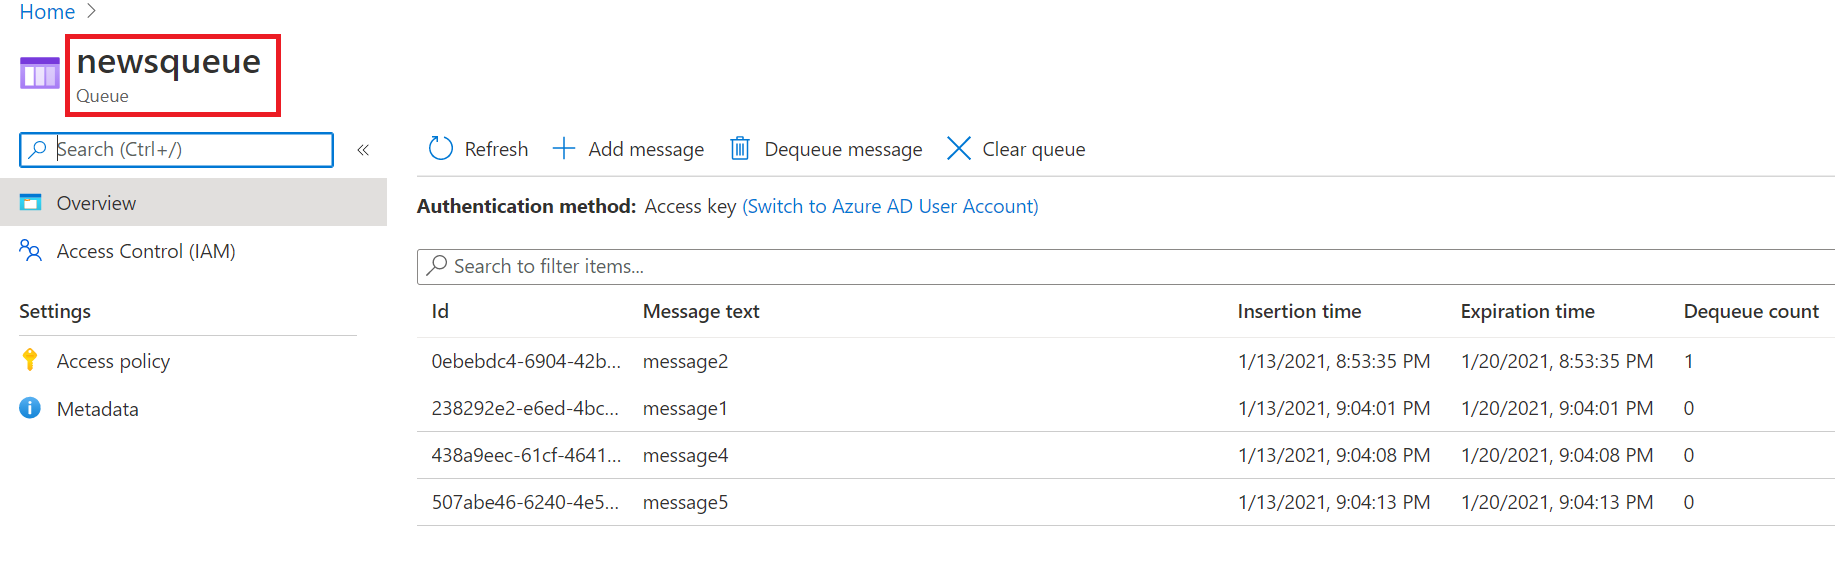 Home >
newsqueue
Queue
Search (Ctrl+/) «
Refresh Add message Dequeue message Clear queue
Overview
Authentication method: Access key (Switch to Azure AD User Account)
Access Control (IAM)
Search to filter items...
Settings
Access policy
Metadata
Id Message text Insertion time Expiration time Dequeue count
0ebebdc4-6904-42b... message2 1/13/2021, 8:53:35 PM 1/20/2021, 8:53:35 PM 1
238292e2-e6ed-4bc... message1 1/13/2021, 9:04:01 PM 1/20/2021, 9:04:01 PM 0
438a9eec-61cf-4641... message4 1/13/2021, 9:04:08 PM 1/20/2021, 9:04:08 PM 0
507abe46-6240-4e5... message5 1/13/2021, 9:04:13 PM 1/20/2021, 9:04:13 PM 0